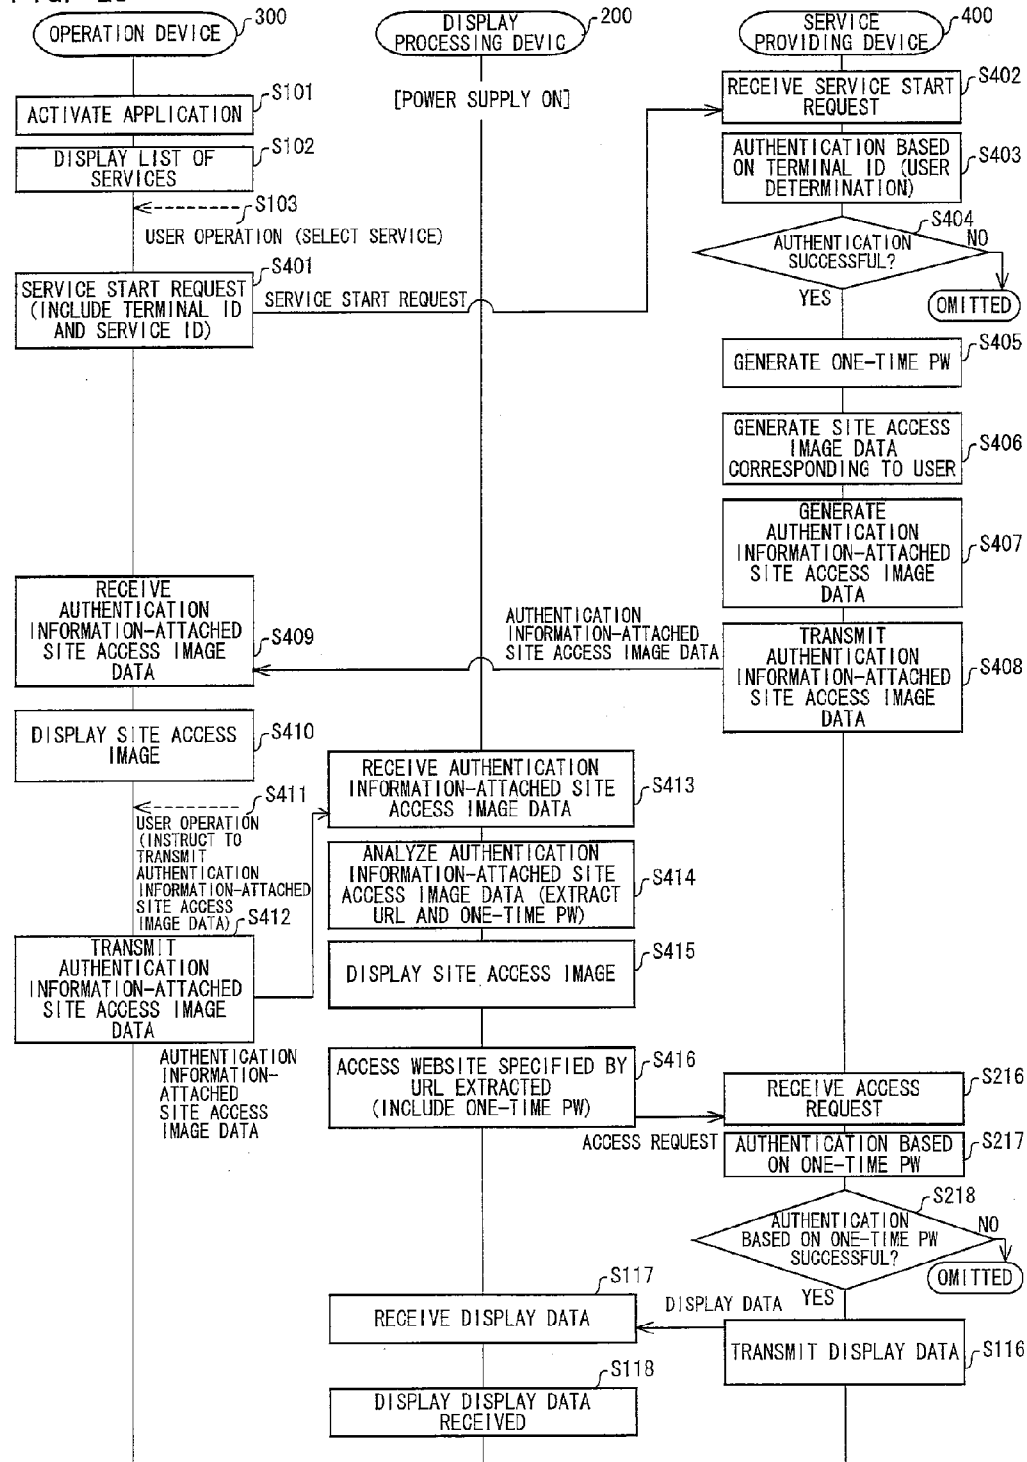 OPERATION DEVICE
300
DISPLAY
PROCESSING DEVIC
200
SERVICE
PROVIDING DEVICE
400
ACTIVATE APPLICATION
S101
DISPLAY LIST OF
SERVICES
S102
S103
USER OPERATION (SELECT SERVICE)
[POWER SUPPLY ON]
RECEIVE SERVICE START
REQUEST
S402
AUTHENTICATION BASED
ON TERMINAL ID (USER
DETERMINATION)
S403
S404
AUTHENTICATION
SUCCESSFUL?
NO
YES
OMITTED
S401
SERVICE START REQUEST
(INCLUDE TERMINAL ID
AND SERVICE ID)
SERVICE START REQUEST
GENERATE ONE-TIME PW
S405
GENERATE SITE ACCESS
IMAGE DATA
CORRESPONDING TO USER
S406
GENERATE
AUTHENTICATION
INFORMATION-ATTACHED
SITE ACCESS IMAGE
DATA
S407
TRANSMIT
AUTHENTICATION
INFORMATION-ATTACHED
SITE ACCESS IMAGE
DATA
S408
AUTHENTICATION
INFORMATION-ATTACHED
SITE ACCESS IMAGE DATA
RECEIVE
AUTHENTICATION
INFORMATION-ATTACHED
SITE ACCESS IMAGE
DATA
S409
DISPLAY SITE ACCESS
IMAGE
S410
S411
USER OPERATION
(INSTRUCT TO
TRANSMIT
AUTHENTICATION
INFORMATION-ATTACHED
SITE ACCESS
IMAGE DATA)
S412
TRANSMIT
AUTHENTICATION
INFORMATION-ATTACHED
SITE ACCESS IMAGE
DATA
AUTHENTICATION
INFORMATION-
ATTACHED
SITE ACCESS
IMAGE DATA
RECEIVE AUTHENTICATION
INFORMATION-ATTACHED SITE
ACCESS IMAGE DATA
S413
ANALYZE AUTHENTICATION
INFORMATION-ATTACHED SITE
ACCESS IMAGE DATA (EXTRACT
URL AND ONE-TIME PW)
S414
DISPLAY SITE ACCESS IMAGE
S415
ACCESS WEBSITE SPECIFIED BY
URL EXTRACTED
(INCLUDE ONE-TIME PW)
S416
ACCESS REQUEST
RECEIVE ACCESS
REQUEST
S216
AUTHENTICATION BASED
ON ONE-TIME PW
S217
S218
AUTHENTICATION
BASED ON ONE-TIME PW
SUCCESSFUL?
NO
YES
OMITTED
TRANSMIT DISPLAY DATA
S116
DISPLAY DATA
RECEIVE DISPLAY DATA
S117
DISPLAY DISPLAY DATA
RECEIVED
S118